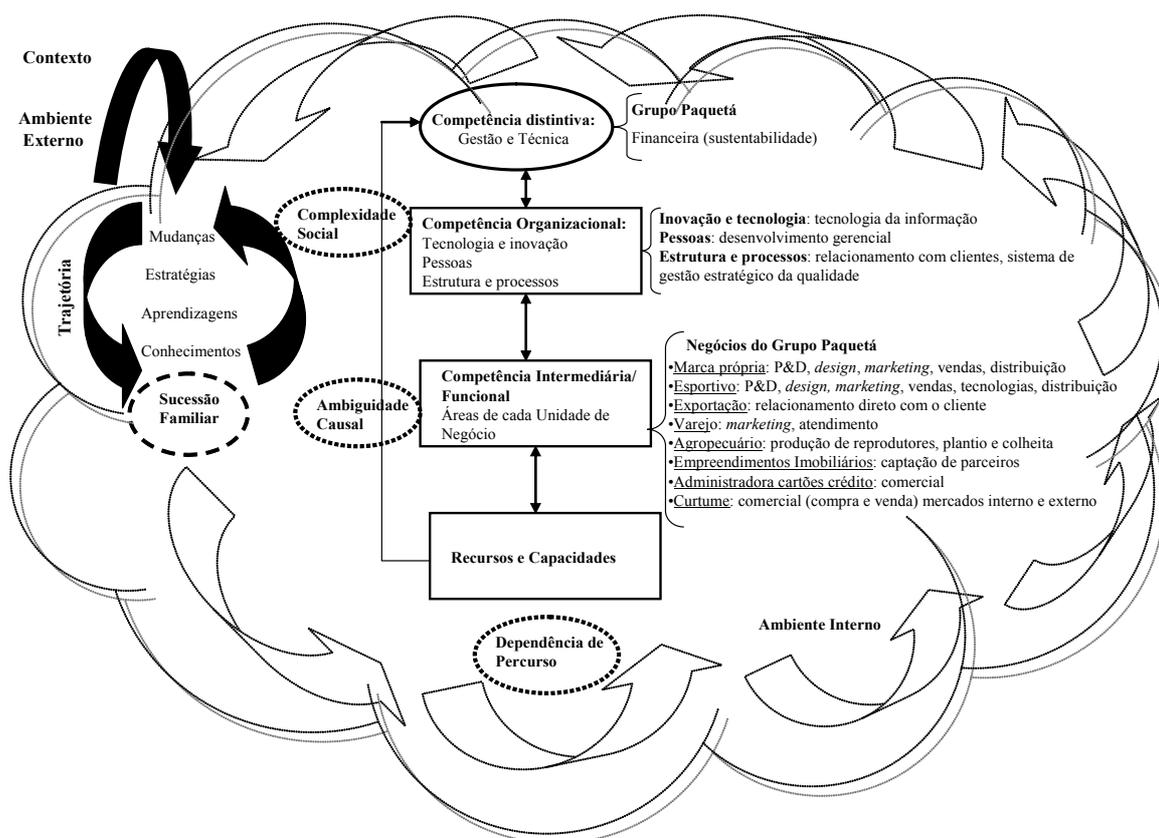 Contexto
Ambiente
Externo
Mudanças
Estratégias
Aprendizagens
Conhecimentos
Trajetória
Sucessão
Familiar
Complexidade
Social
Ambiguidade
Causal
Dependência de
Percurso
Competência distintiva:
Gestão e Técnica
Grupo Paquetá
Financeira (sustentabilidade)
Competência Organizacional:
Tecnologia e inovação
Pessoas
Estrutura e processos
Inovação e tecnologia: tecnologia da informação
Pessoas: desenvolvimento gerencial
Estrutura e processos: relacionamento com clientes, sistema de
gestão estratégico da qualidade
Competência Intermediária/
Funcional
Áreas de cada Unidade de
Negócio
Negócios do Grupo Paquetá
•Marca própria: P&D, design, marketing, vendas, distribuição
•Esportivo: P&D, design, marketing, vendas, tecnologias, distribuição
•Exportação: relacionamento direto com o cliente
•Varejo: marketing, atendimento
•Agropecuário: produção de reprodutores, plantio e colheita
•Empreendimentos Imobiliários: captação de parceiros
•Administradora cartões crédito: comercial
•Curtume: comercial (compra e venda) mercados interno e externo
Recursos e Capacidades
Ambiente Interno